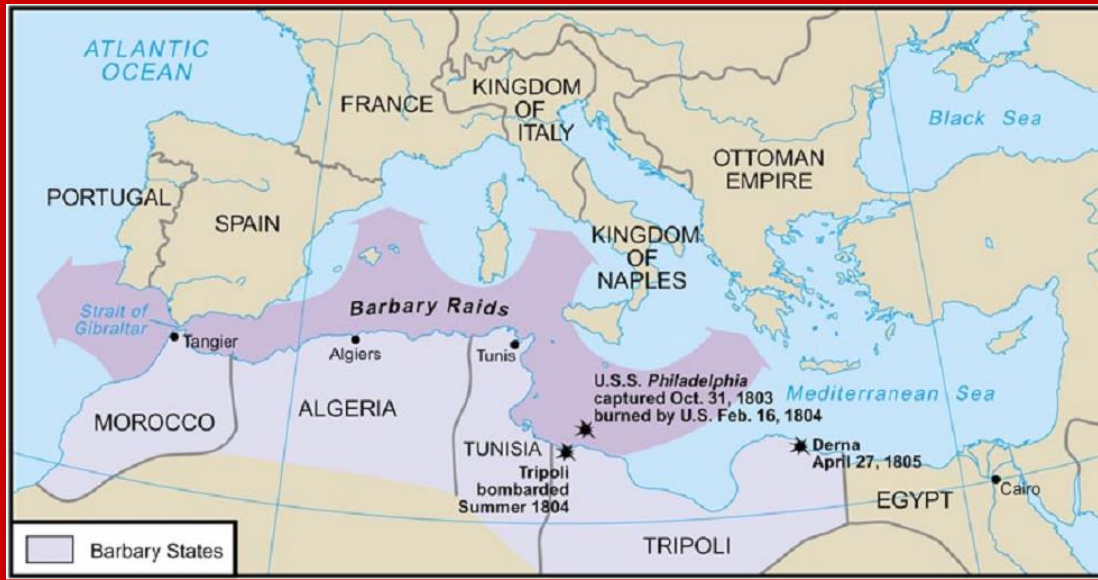 ATLANTIC
OCEAN
FRANCE
KINGDOM
OF
ITALY
Black Sea
OTTOMAN
EMPIRE
PORTUGAL
SPAIN
KINGDOM
OF
NAPLES
Barbary Raids
Strait of
Gibraltar
Tangier
Algiers
Tunis
U.S.S. Philadelphia
captured Oct. 31, 1803
burned by U.S. Feb. 16, 1804
Mediterranean Sea
MOROCCO
ALGERIA
TUNISIA
Tripoli
bombarded
Summer 1804
Derna
April 27, 1805
EGYPT
Cairo
TRIPOLI
Barbary States